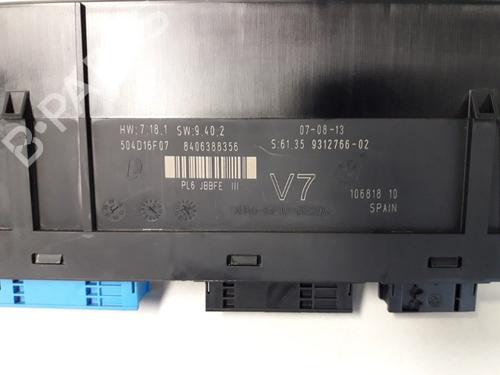 HW:7.18.1 SW:9.40.2 07-08-13
504D16F07 8406388356 S:61.35 9312766-02
PL6 JBBFE III
V7
106818 10
SPAIN